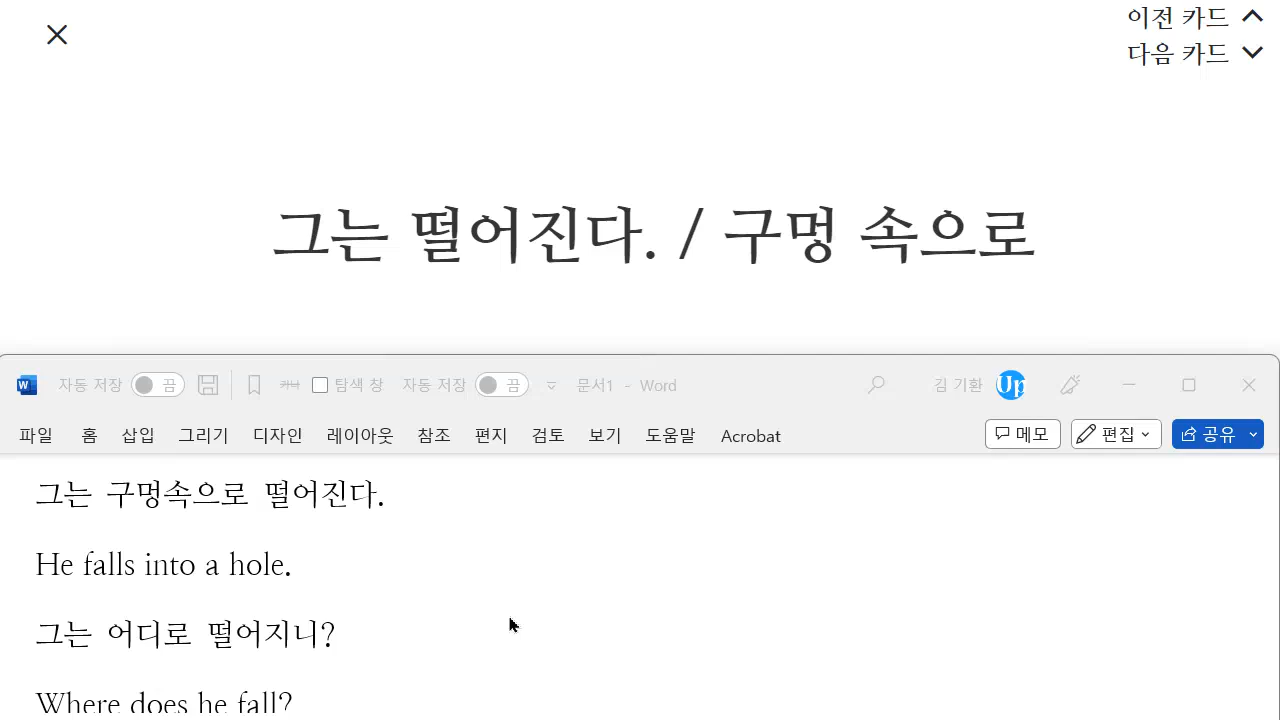 이전 카드
다음 카드
그는 떨어진다. / 구멍 속으로
자동 저장 끔 가나 탐색 창 자동 저장 끔 문서1 - Word 김 기환 Up
파일 홈 삽입 그리기 디자인 레이아웃 참조 편지 검토 보기 도움말 Acrobat 메모 편집 공유
그는 구멍속으로 떨어진다.
He falls into a hole.
그는 어디로 떨어지니?
Where does he fall?